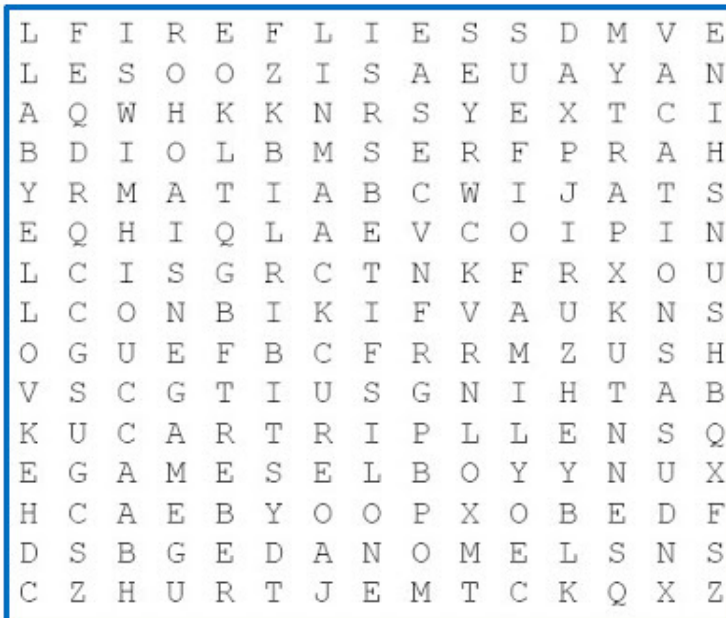 L F I R E F L I E S S D M V E
L E S O O Z I S A E U A Y A N
A Q W H K K N R S Y E X T C I
B D I O L B M S E R F P R A H
Y R M A T I A B C W I J A T S
E Q H I Q L A E V C O I P I N
L C I S G R C T N K F R X O U
L C O N B I K I F V A U K N S
O G U E F B C F R R M Z U S H
V S C G T I U S G N I H T A B
K U C A R T R I P L L E N S Q
E G A M E S E L B O Y Y N U X
H C A E B Y O O P X O B E D F
D S B G E D A N O M E L S N S
C Z H U R T J E M T C K Q X Z